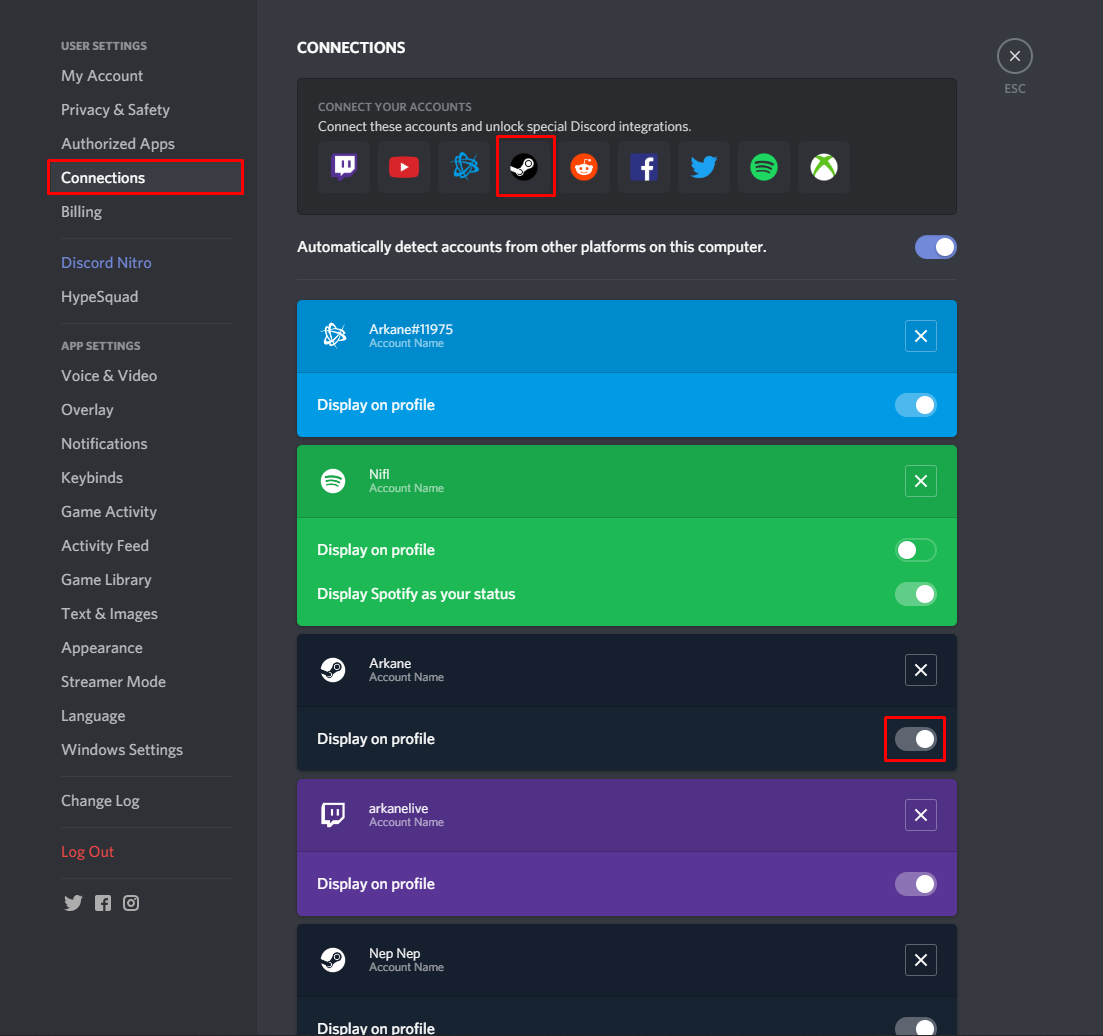 USER SETTINGS
My Account
Privacy & Safety
Authorized Apps
Connections
Billing
Discord Nitro
HypeSquad
APP SETTINGS
Voice & Video
Overlay
Notifications
Keybinds
Game Activity
Activity Feed
Game Library
Text & Images
Appearance
Streamer Mode
Language
Windows Settings
Change Log
Log Out
CONNECTIONS
ESC
CONNECT YOUR ACCOUNTS
Connect these accounts and unlock special Discord integrations.
Automatically detect accounts from other platforms on this computer.
Arkane#11975
Account Name
Display on profile
Nifl
Account Name
Display on profile
Display Spotify as your status
Arkane
Account Name
Display on profile
arkanelive
Account Name
Display on profile
Nep Nep
Account Name
Display on profile